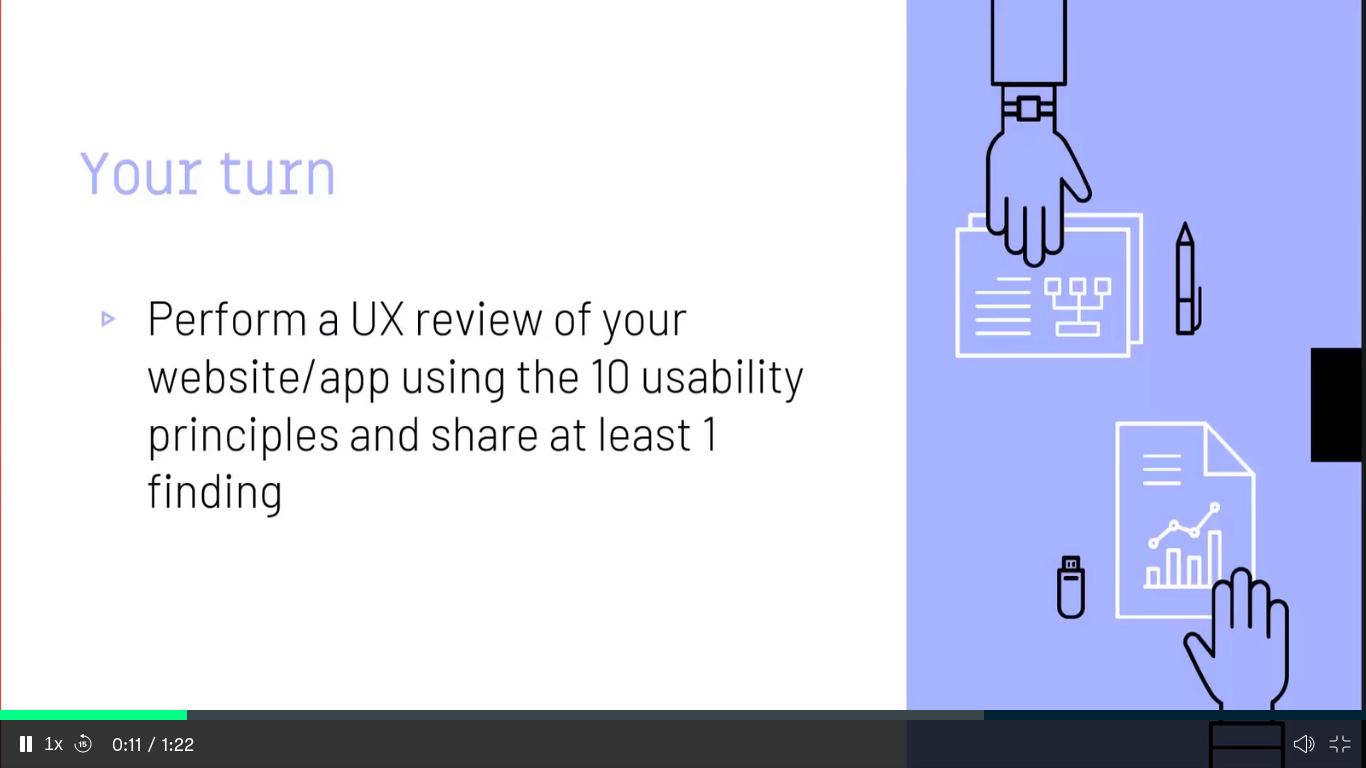 Your turn
Perform a UX review of your
website/app using the 10 usability
principles and share at least 1
finding
1x 15 0:11 / 1:22